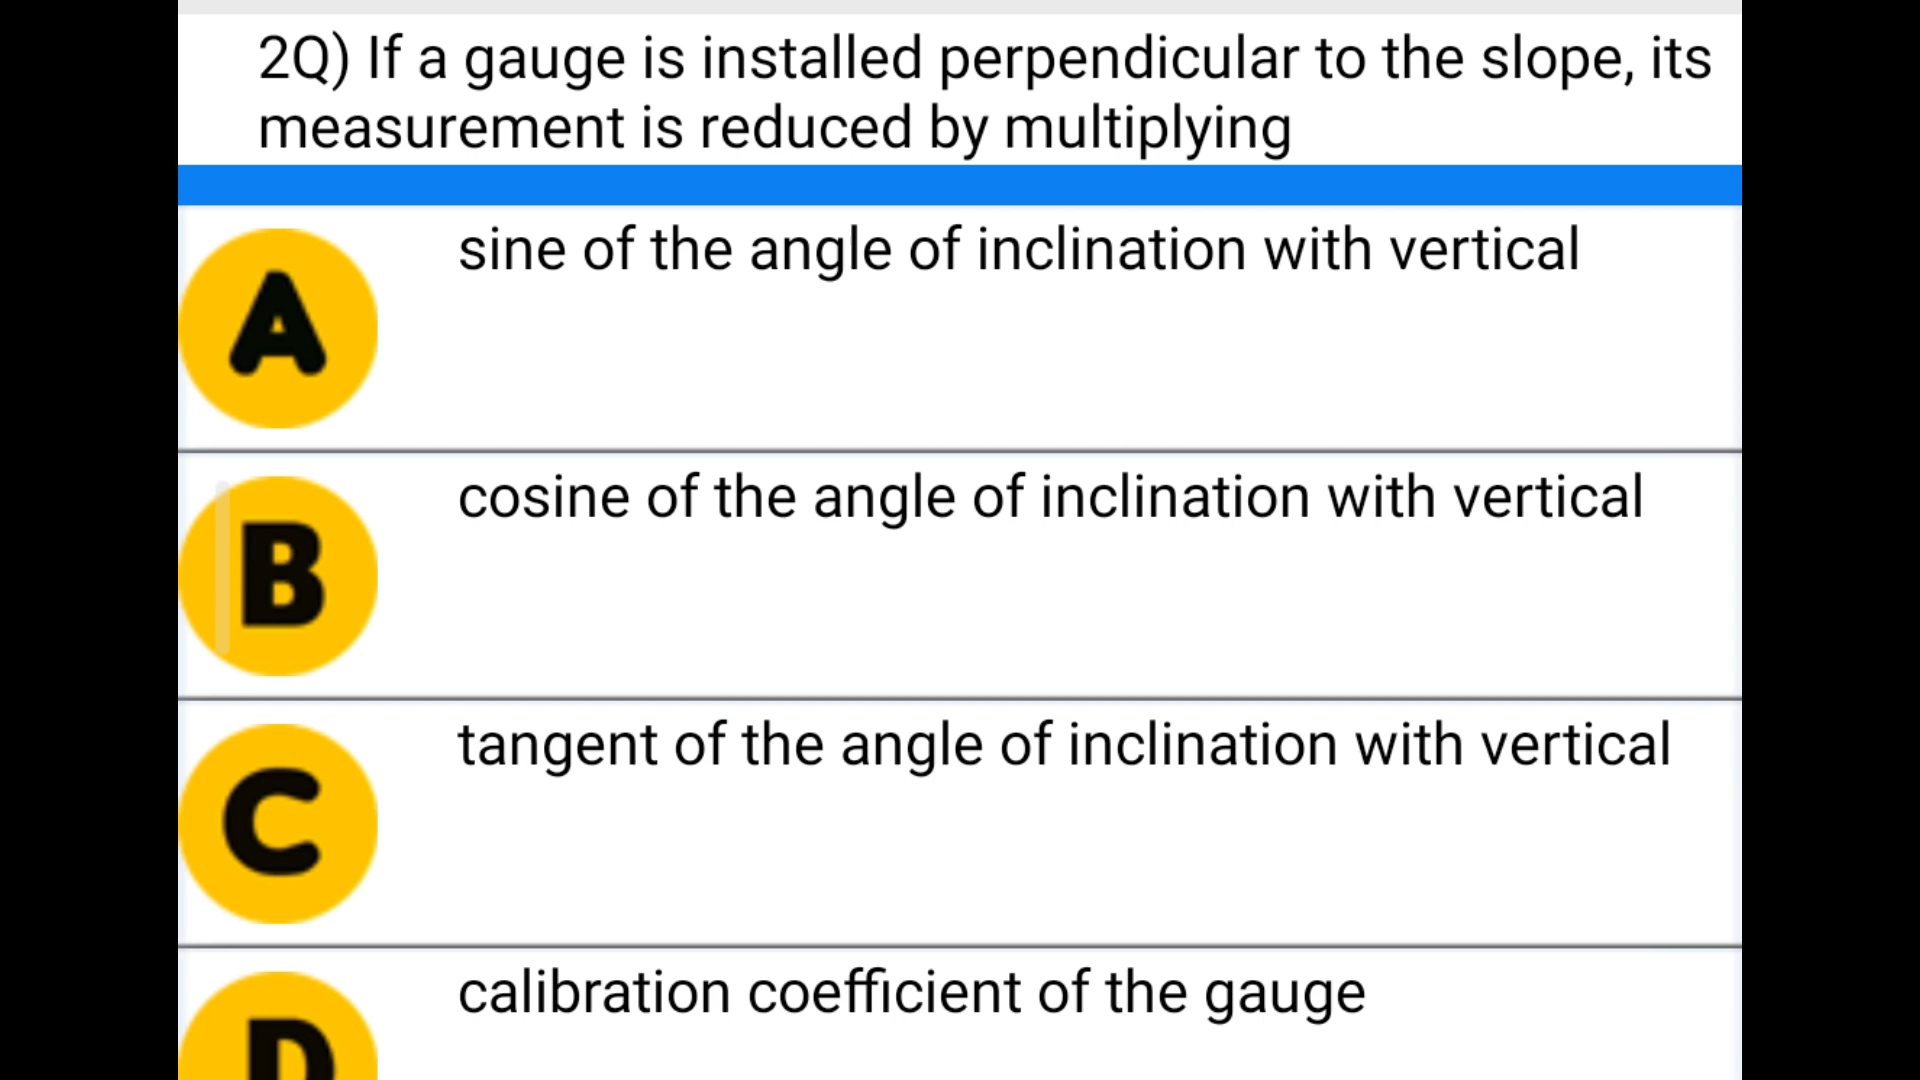 2Q) If a gauge is installed perpendicular to the slope, its
measurement is reduced by multiplying
A
sine of the angle of inclination with vertical
B
cosine of the angle of inclination with vertical
C
tangent of the angle of inclination with vertical
D
calibration coefficient of the gauge